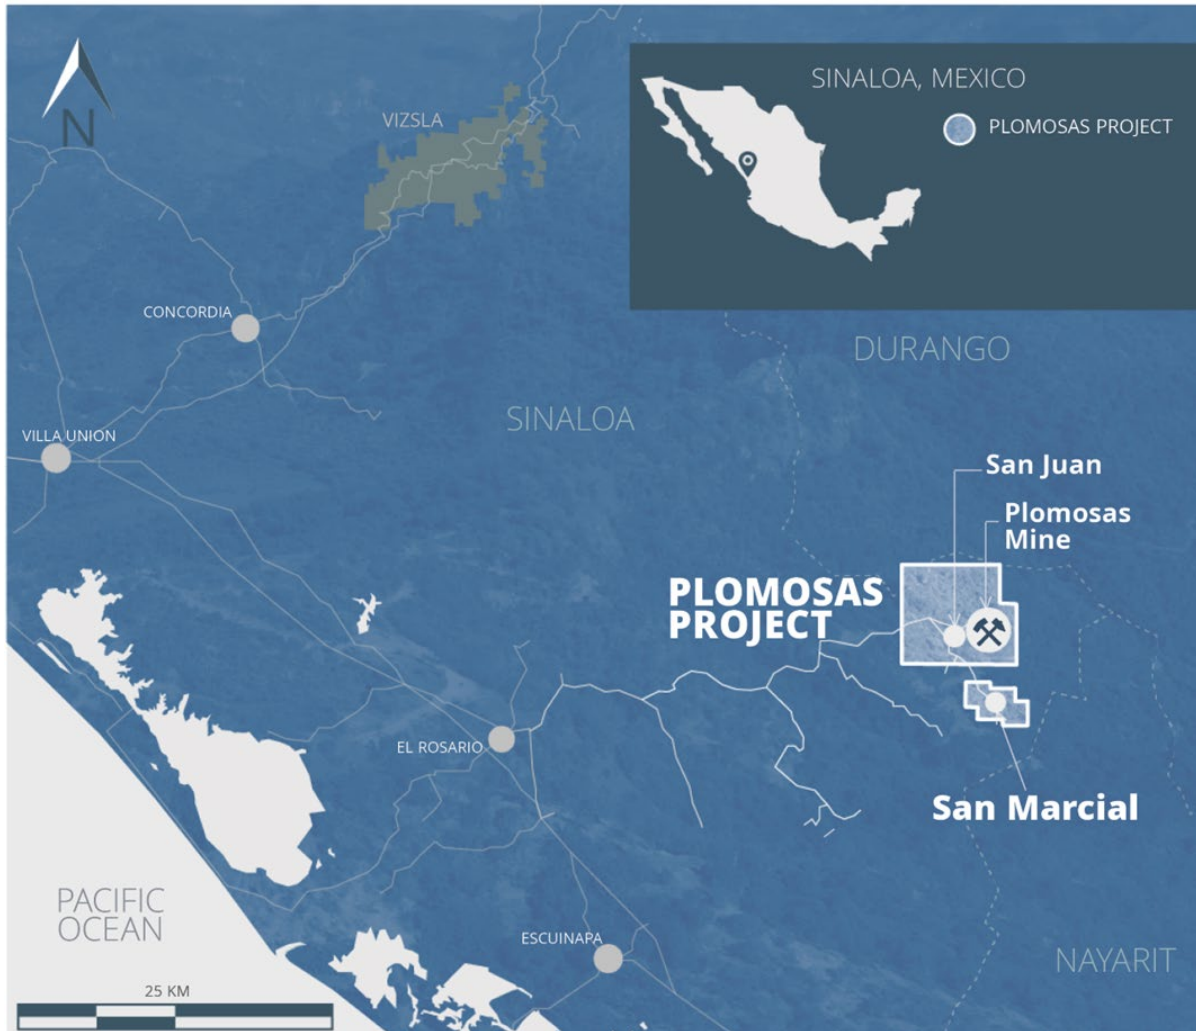 N
VIZSLA
SINALOA, MEXICO
PLOMOSAS PROJECT
CONCORDIA
DURANGO
SINALOA
VILLA UNION
San Juan
Plomosas
Mine
PLOMOSAS
PROJECT
EL ROSARIO
San Marcial
PACIFIC
OCEAN
ESCUINAPA
NAYARIT
25 KM